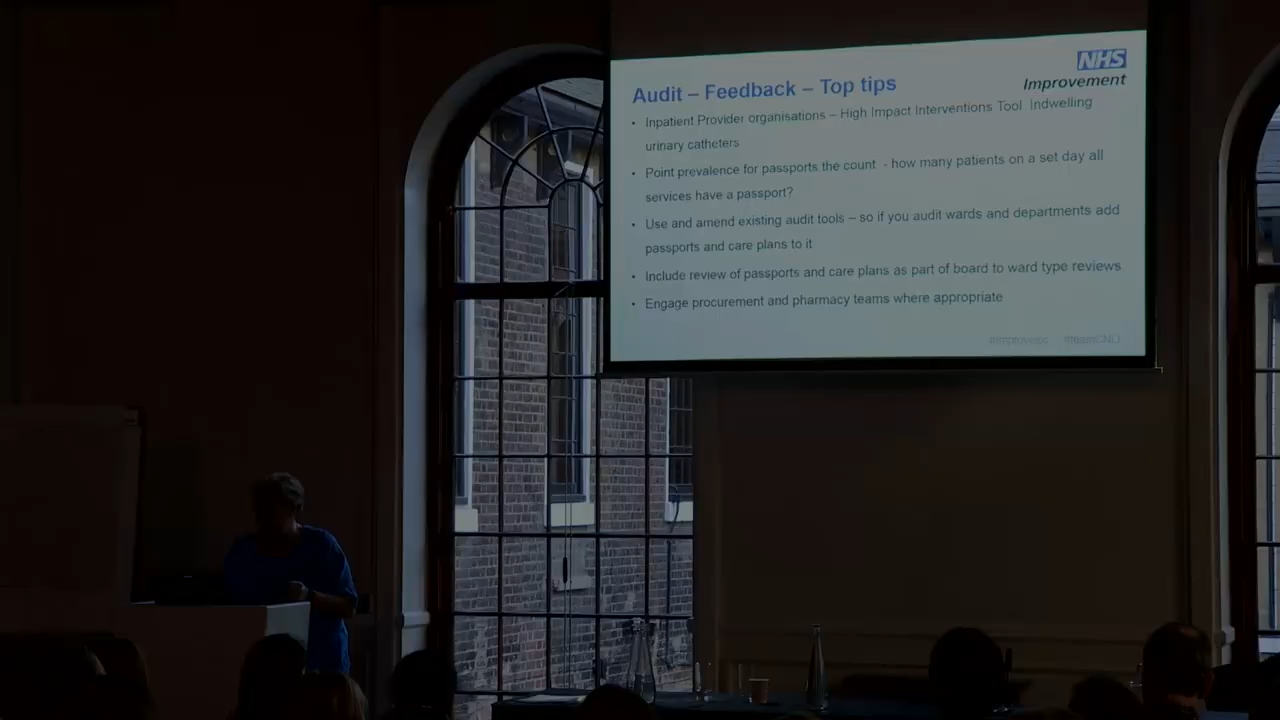 NHS
Improvement
Audit – Feedback – Top tips
• Inpatient Provider organisations – High Impact Interventions Tool Indwelling
urinary catheters
• Point prevalence for passports the count - how many patients on a set day all
services have a passport?
• Use and amend existing audit tools – so if you audit wards and departments add
passports and care plans to it
• Include review of passports and care plans as part of board to ward type reviews
• Engage procurement and pharmacy teams where appropriate